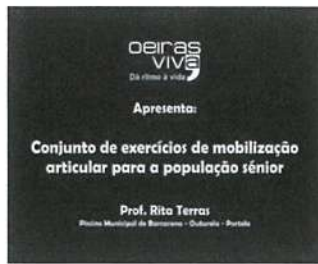 oeiras
viva
Dá ritmo à vida
Apresenta:
Conjunto de exercícios de mobilização
articular para a população sénior
Prof. Rita Terras
Piscina Municipal de Barcarena - Outurela - Portela